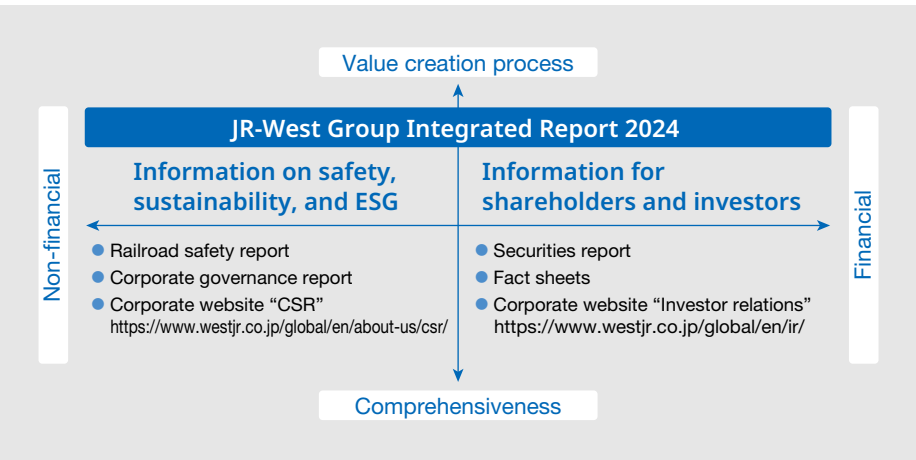 Value creation process
JR-West Group Integrated Report 2024
Non-financial
Information on safety,
sustainability, and ESG
● Railroad safety report
● Corporate governance report
● Corporate website “CSR”
https://www.westjr.co.jp/global/en/about-us/csr/
Information for
shareholders and investors
● Securities report
● Fact sheets
● Corporate website “Investor relations”
https://www.westjr.co.jp/global/en/ir/
Financial
Comprehensiveness